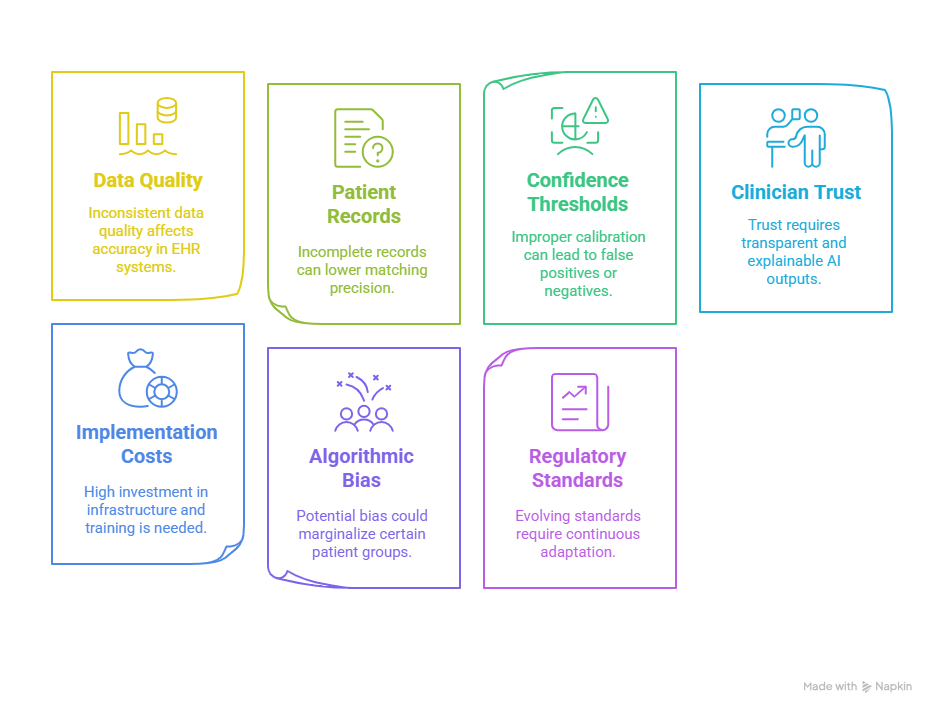 Data Quality
Inconsistent data
quality affects
accuracy in EHR
systems.
Patient
Records
Incomplete records
can lower matching
precision.
Confidence
Thresholds
Improper calibration
can lead to false
positives or
negatives.
Clinician Trust
Trust requires
transparent and
explainable AI
outputs.
Implementation
Costs
High investment in
infrastructure and
training is needed.
Algorithmic
Bias
Potential bias could
marginalize certain
patient groups.
Regulatory
Standards
Evolving standards
require continuous
adaptation.
Made with Napkin